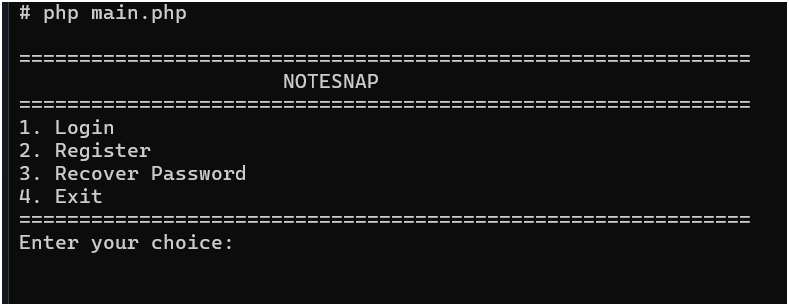 # php main.php
=============================================================
NOTESNAP
=============================================================
1. Login
2. Register
3. Recover Password
4. Exit
=============================================================
Enter your choice: